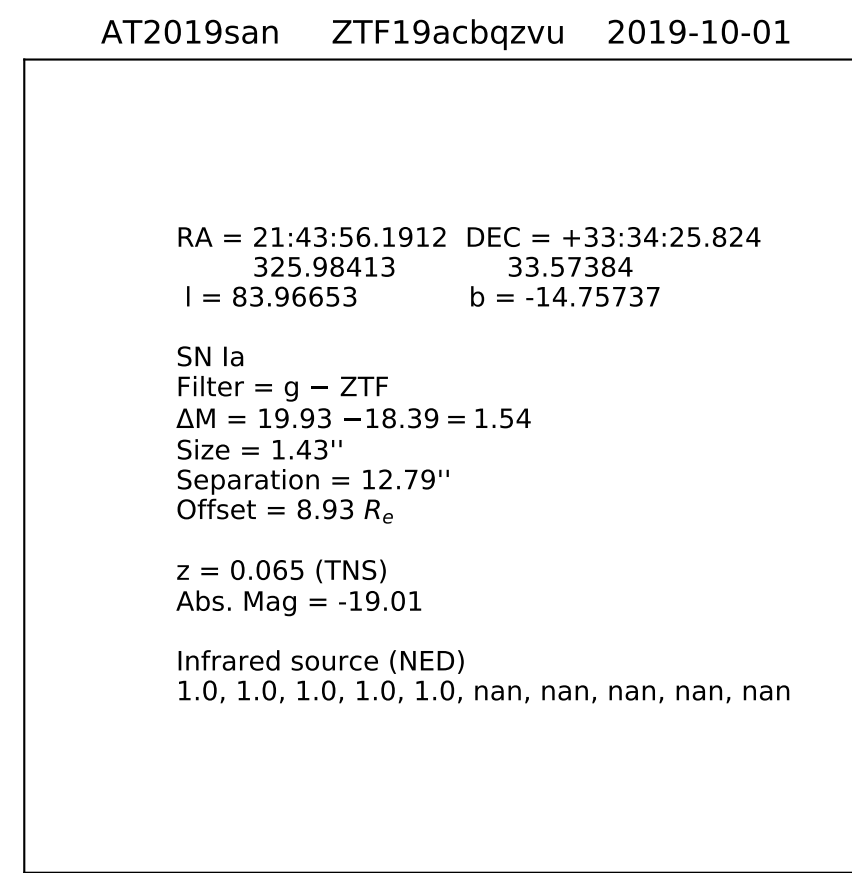 AT2019san ZTF19acbqzvu 2019-10-01
RA = 21:43:56.1912 DEC = +33:34:25.824
325.98413 33.57384
l = 83.96653 b = -14.75737
SN Ia
Filter = g − ZTF
ΔM = 19.93 −18.39 = 1.54
Size = 1.43''
Separation = 12.79''
Offset = 8.93 Rₑ
z = 0.065 (TNS)
Abs. Mag = -19.01
Infrared source (NED)
1.0, 1.0, 1.0, 1.0, 1.0, nan, nan, nan, nan, nan